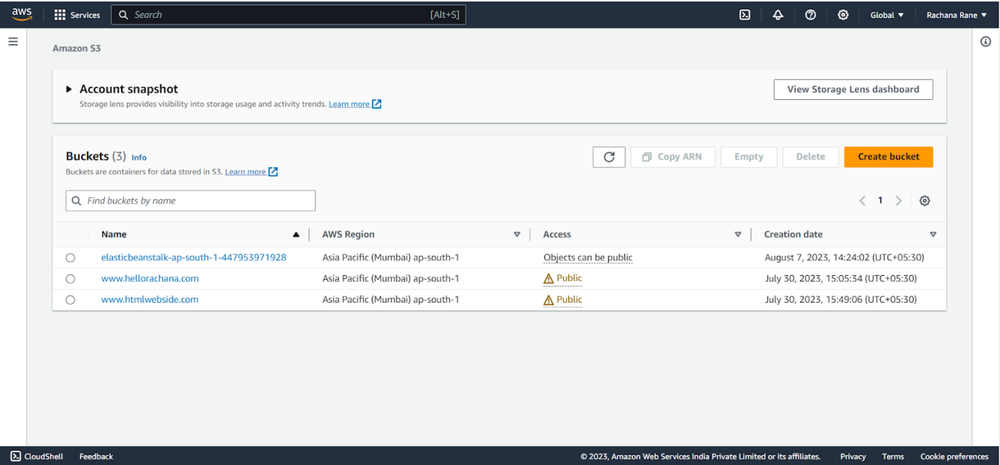 aws Services Search [Alt+S] Global Rachana Rane
Amazon S3
Account snapshot View Storage Lens dashboard
Storage lens provides visibility into storage usage and activity trends. Learn more
Buckets (3) Info Copy ARN Empty Delete Create bucket
Buckets are containers for data stored in S3. Learn more
Find buckets by name 1
Name AWS Region Access Creation date
elasticbeanstalk-ap-south-1-447953971928 Asia Pacific (Mumbai) ap-south-1 Objects can be public August 7, 2023, 14:24:02 (UTC+05:30)
www.hellorachana.com Asia Pacific (Mumbai) ap-south-1 Public July 30, 2023, 15:05:34 (UTC+05:30)
www.htmlwebside.com Asia Pacific (Mumbai) ap-south-1 Public July 30, 2023, 15:49:06 (UTC+05:30)
CloudShell Feedback © 2023, Amazon Web Services India Private Limited or its affiliates. Privacy Terms Cookie preferences